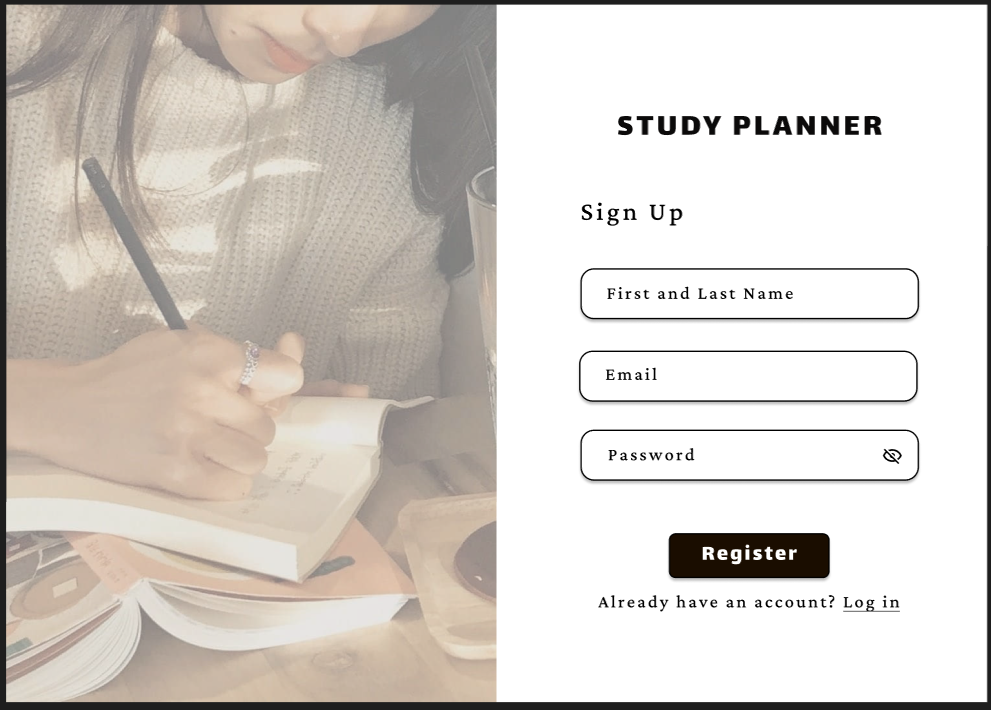 STUDY PLANNER
Sign Up
First and Last Name
Email
Password
Register
Already have an account? Log in